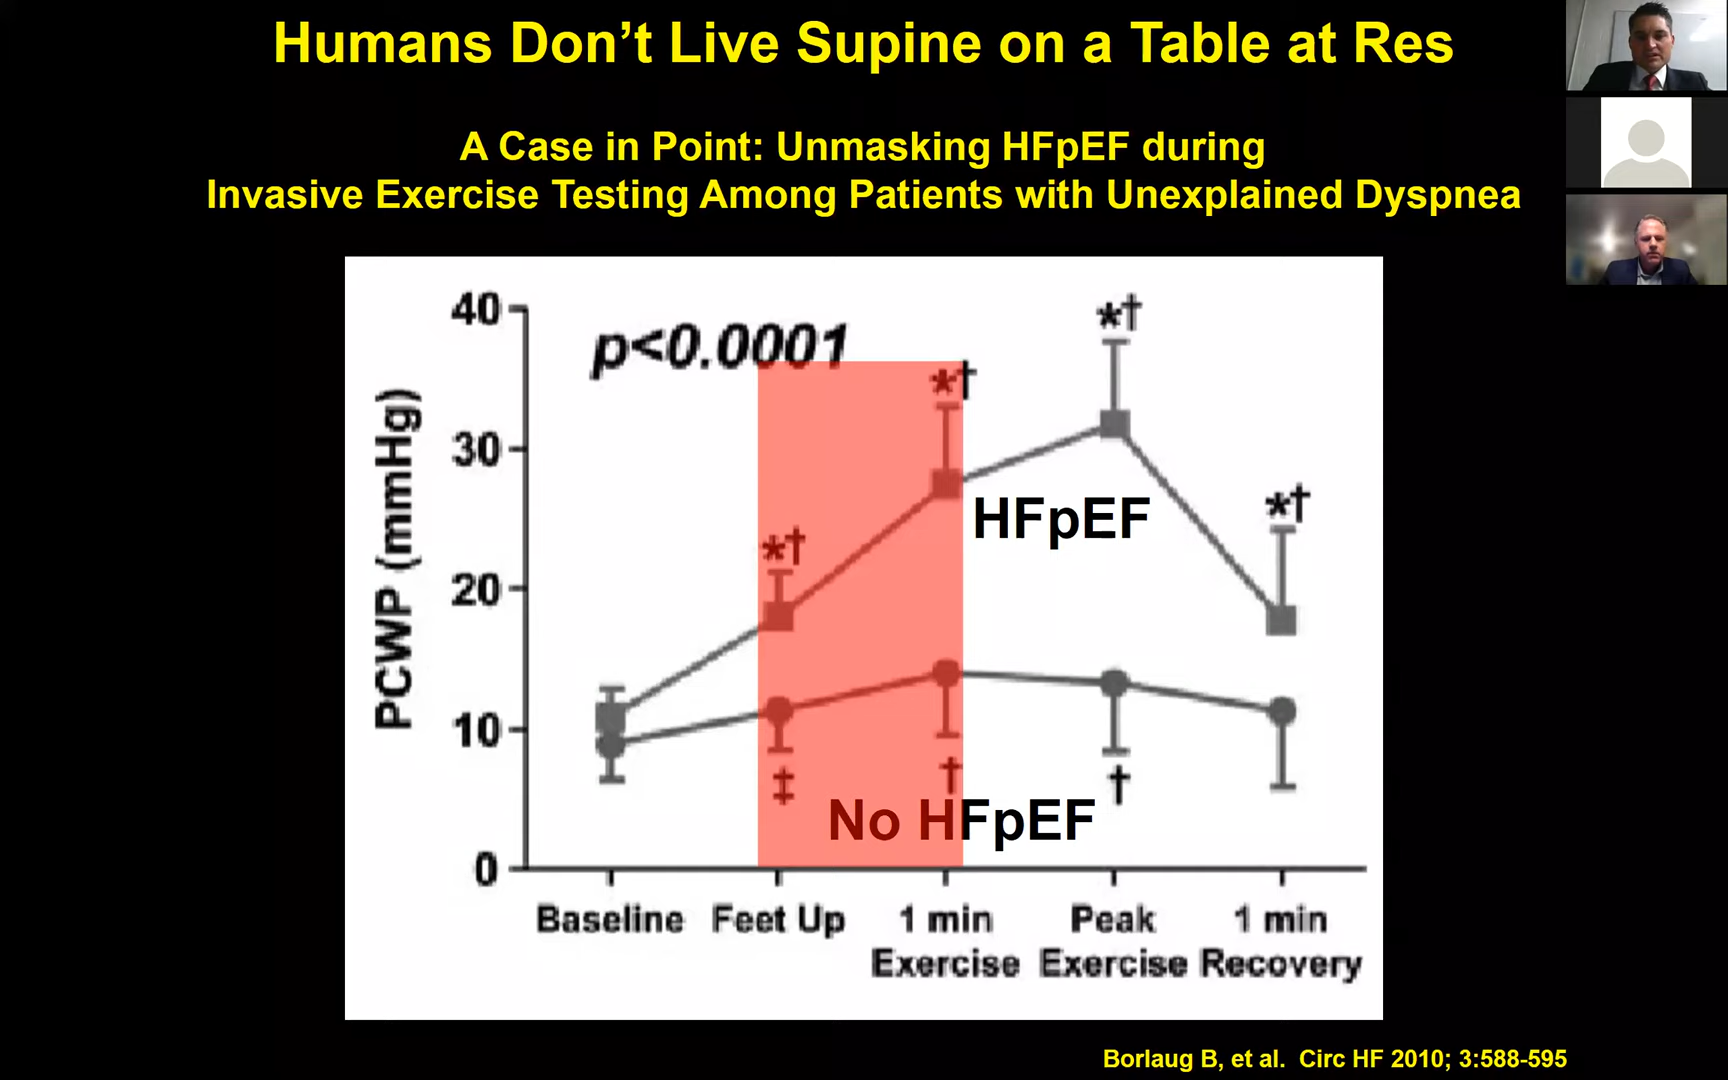 Humans Don’t Live Supine on a Table at Res
A Case in Point: Unmasking HFpEF during
Invasive Exercise Testing Among Patients with Unexplained Dyspnea
40
p<0.0001
*†
*†
30
HFpEF
*†
*†
20
PCWP (mmHg)
10
‡
†
†
No HFpEF
0
Baseline Feet Up 1 min Peak 1 min
Exercise Exercise Recovery
Borlaug B, et al. Circ HF 2010; 3:588-595